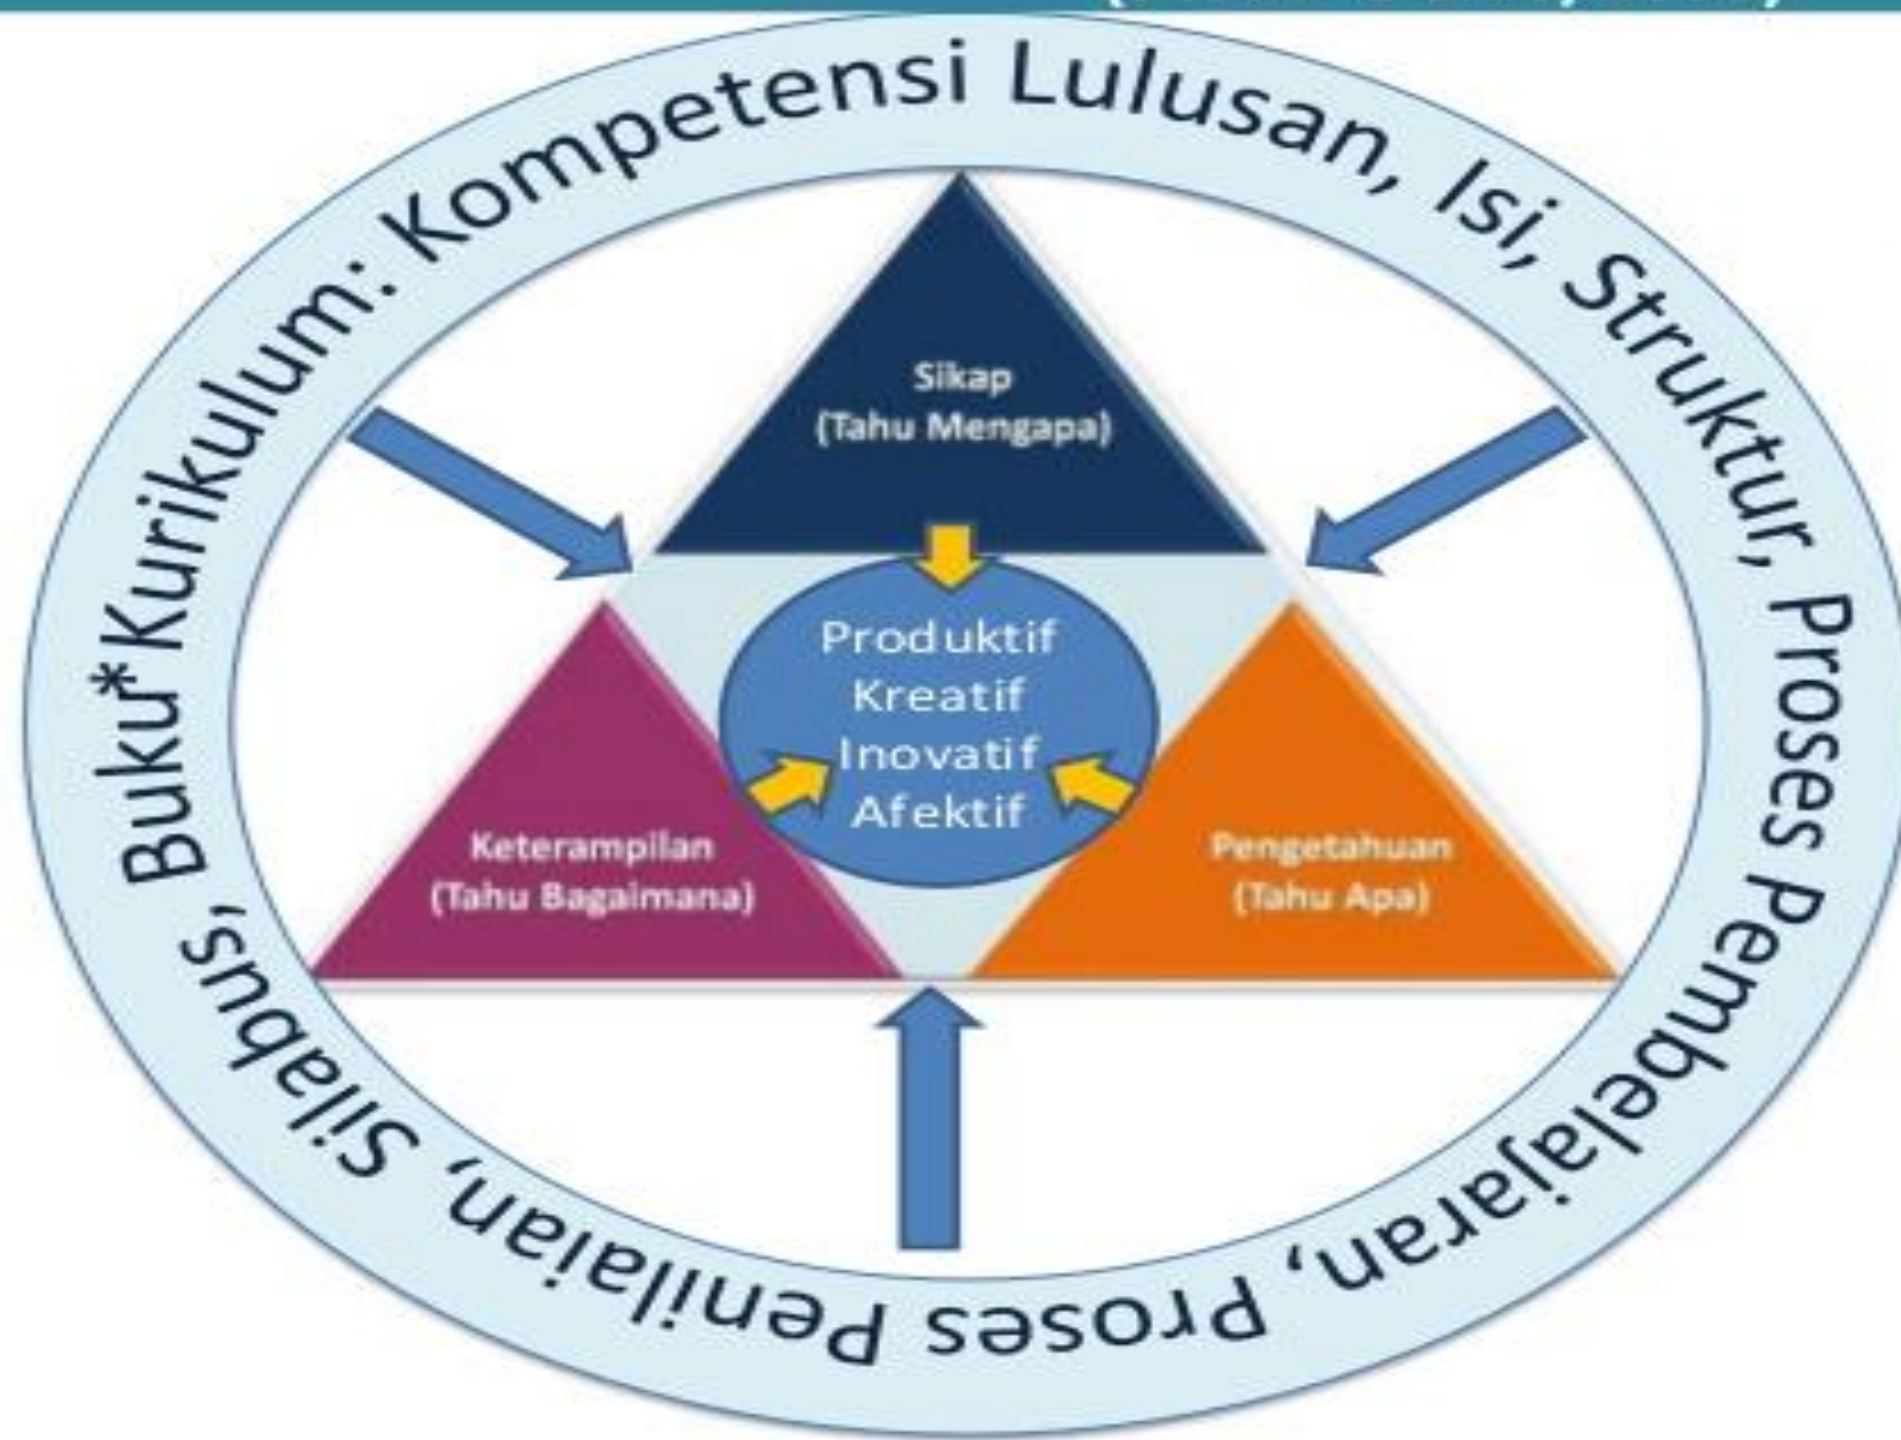 Kurikulum: Kompetensi Lulusan, Isi, Struktur, Proses Pembelajaran, Proses Penilaian, Silabus, Buku*
Sikap
(Tahu Mengapa)
Produktif
Kreatif
Inovatif
Afektif
Keterampilan
(Tahu Bagaimana)
Pengetahuan
(Tahu Apa)